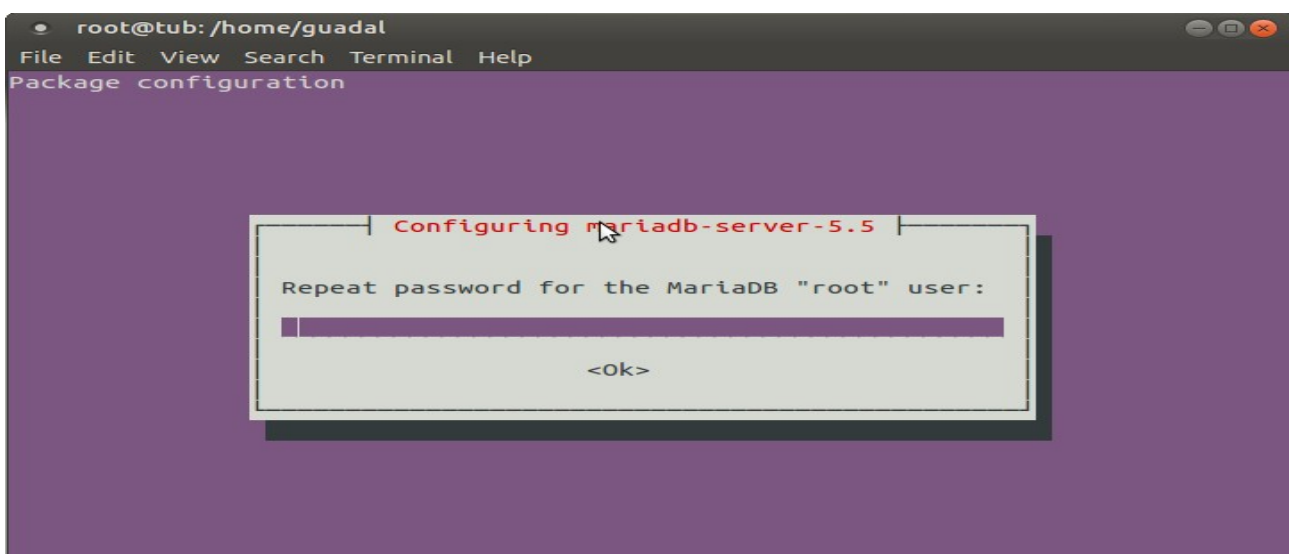 root@tub: /home/guadal
File Edit View Search Terminal Help
Package configuration
Configuring mariadb-server-5.5
Repeat password for the MariaDB "root" user:
<Ok>